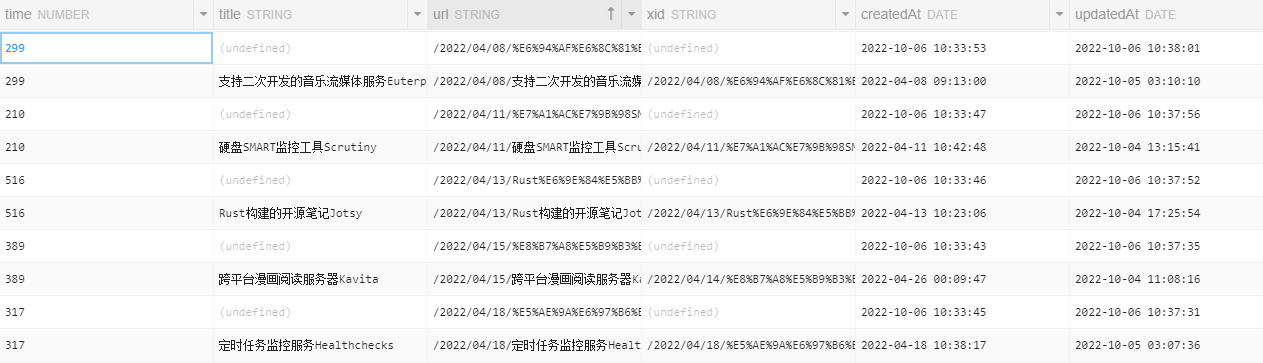 time NUMBER title STRING url STRING xid STRING createdAt DATE updatedAt DATE
299 (undefined) /2022/04/08/%E6%94%AF%E6%8C%81%E (undefined) 2022-10-06 10:33:53 2022-10-06 10:38:01
299 支持二次开发的音乐流媒体服务Euterp /2022/04/08/支持二次开发的音乐流媒 /2022/04/08/%E6%94%AF%E6%8C%81%E 2022-04-08 09:13:00 2022-10-05 03:10:10
210 (undefined) /2022/04/11/%E7%A1%AC%E7%9B%98SM (undefined) 2022-10-06 10:33:47 2022-10-06 10:37:56
210 硬盘SMART监控工具Scrutiny /2022/04/11/硬盘SMART监控工具Scru /2022/04/11/%E7%A1%AC%E7%9B%98SM 2022-04-11 10:42:48 2022-10-04 13:15:41
516 (undefined) /2022/04/13/Rust%E6%9E%84%E5%BB% (undefined) 2022-10-06 10:33:46 2022-10-06 10:37:52
516 Rust构建的开源笔记Jotsy /2022/04/13/Rust构建的开源笔记Jot /2022/04/13/Rust%E6%9E%84%E5%BB% 2022-04-13 10:23:06 2022-10-04 17:25:54
389 (undefined) /2022/04/15/%E8%B7%A8%E5%B9%B3%E (undefined) 2022-10-06 10:33:43 2022-10-06 10:37:35
389 跨平台漫画阅读服务器Kavita /2022/04/15/跨平台漫画阅读服务器Ka /2022/04/14/%E8%B7%A8%E5%B9%B3%E 2022-04-26 00:09:47 2022-10-04 11:08:16
317 (undefined) /2022/04/18/%E5%AE%9A%E6%97%B6%E (undefined) 2022-10-06 10:33:45 2022-10-06 10:37:31
317 定时任务监控服务Healthchecks /2022/04/18/定时任务监控服务Healt /2022/04/18/%E5%AE%9A%E6%97%B6%E 2022-04-18 10:38:17 2022-10-05 03:07:36